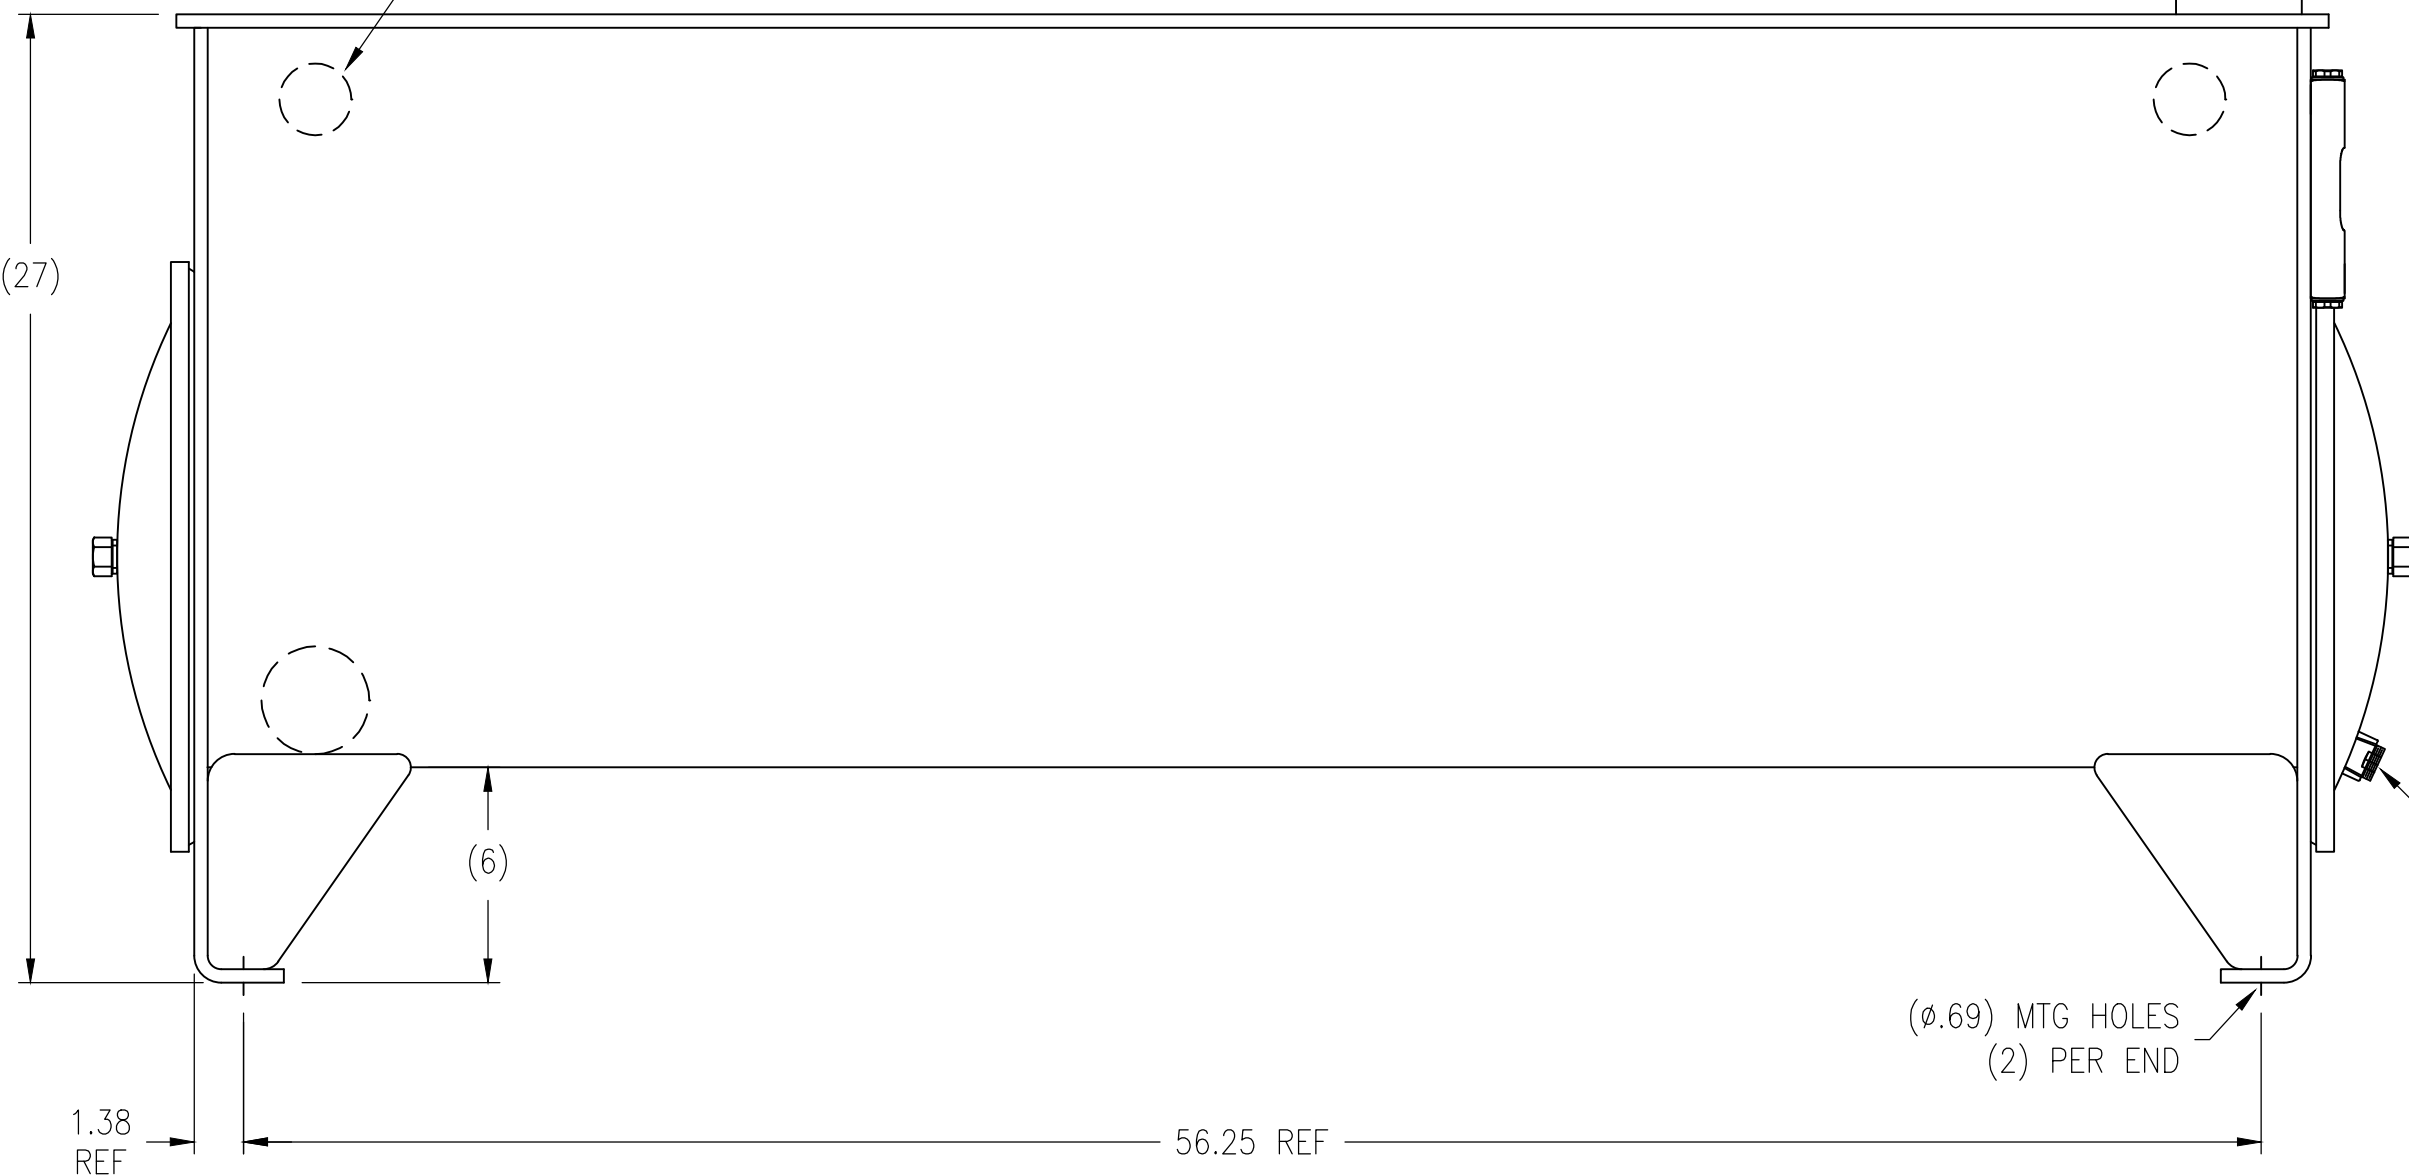 (27)
(6)
(ø.69) MTG HOLES
(2) PER END
1.38
REF
56.25 REF